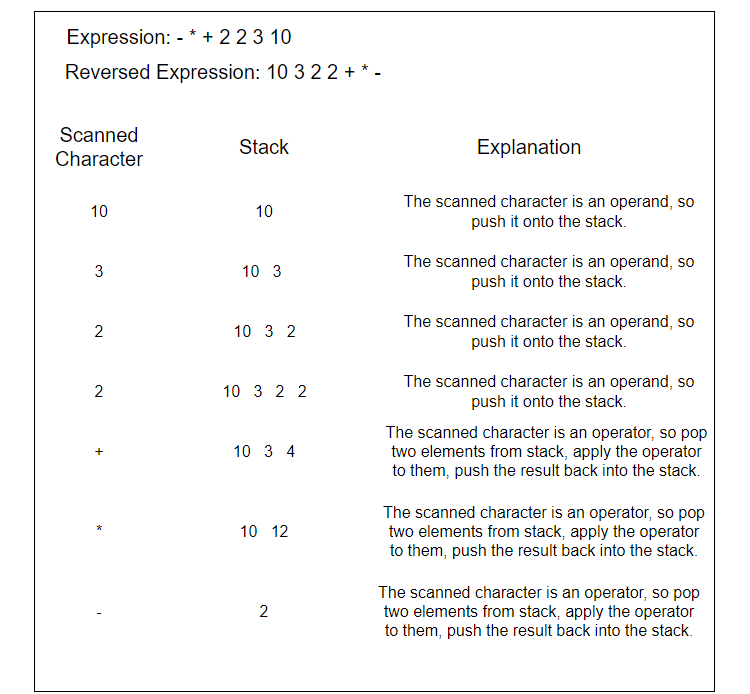 Expression: - * + 2 2 3 10
Reversed Expression: 10 3 2 2 + * -
Scanned
Character
Stack
Explanation
10
10
The scanned character is an operand, so
push it onto the stack.
3
10 3
The scanned character is an operand, so
push it onto the stack.
2
10 3 2
The scanned character is an operand, so
push it onto the stack.
2
10 3 2 2
The scanned character is an operand, so
push it onto the stack.
+
10 3 4
The scanned character is an operator, so pop
two elements from stack, apply the operator
to them, push the result back into the stack.
*
10 12
The scanned character is an operator, so pop
two elements from stack, apply the operator
to them, push the result back into the stack.
-
2
The scanned character is an operator, so pop
two elements from stack, apply the operator
to them, push the result back into the stack.